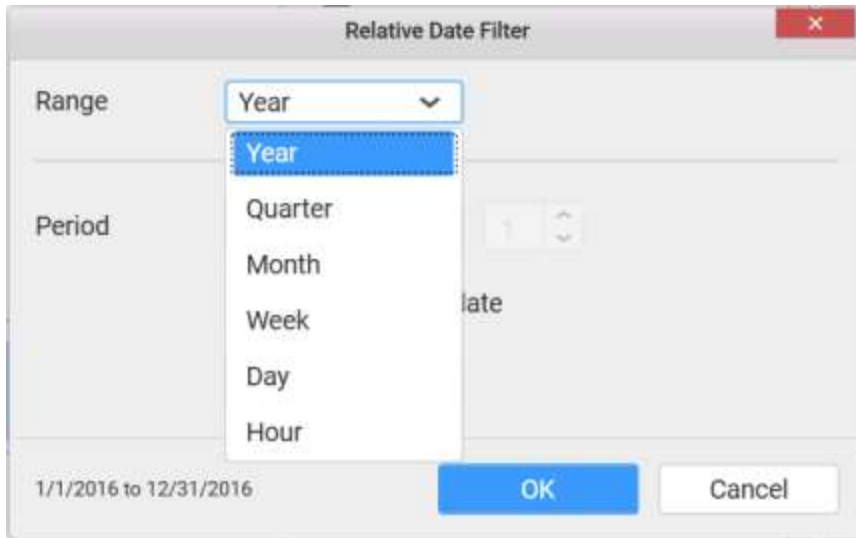 Relative Date Filter
Range
Year
Year
Quarter
Period
1
Month
late
Week
Day
Hour
1/1/2016 to 12/31/2016
OK
Cancel